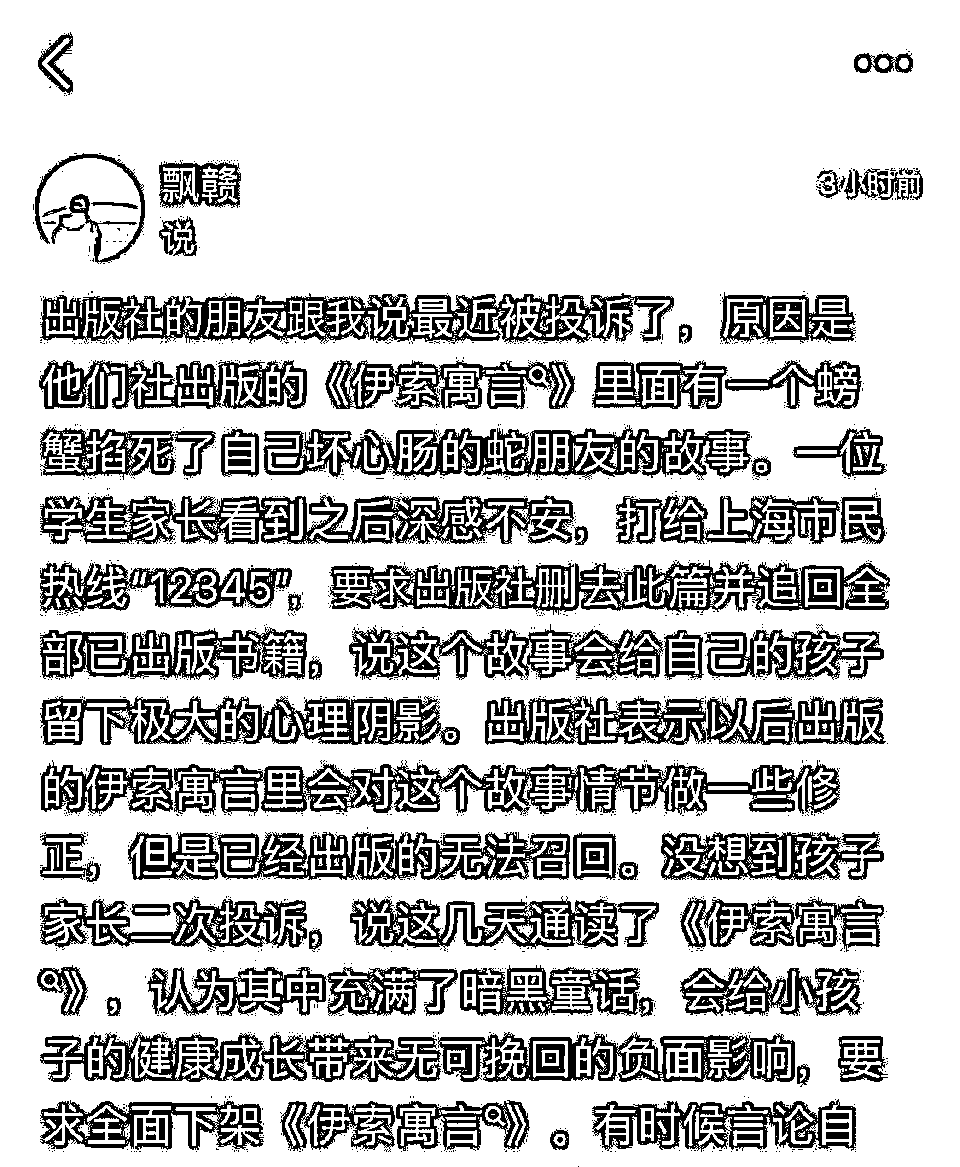 飘赣
3小时前
说
出版社的朋友跟我说最近被投诉了，原因是
他们社出版的《伊索寓言》里面有一个螃
蟹掐死了自己坏心肠的蛇朋友的故事。一位
学生家长看到之后深感不安，打给上海市民
热线“12345”，要求出版社删去此篇并追回全
部已出版书籍，说这个故事会给自己的孩子
留下极大的心理阴影。出版社表示以后出版
的伊索寓言里会对这个故事情节做一些修
正，但是已经出版的无法召回。没想到孩子
家长二次投诉，说这几天通读了《伊索寓言
》，认为其中充满了暗黑童话，会给小孩
子的健康成长带来无可挽回的负面影响，要
求全面下架《伊索寓言》。有时候言论自